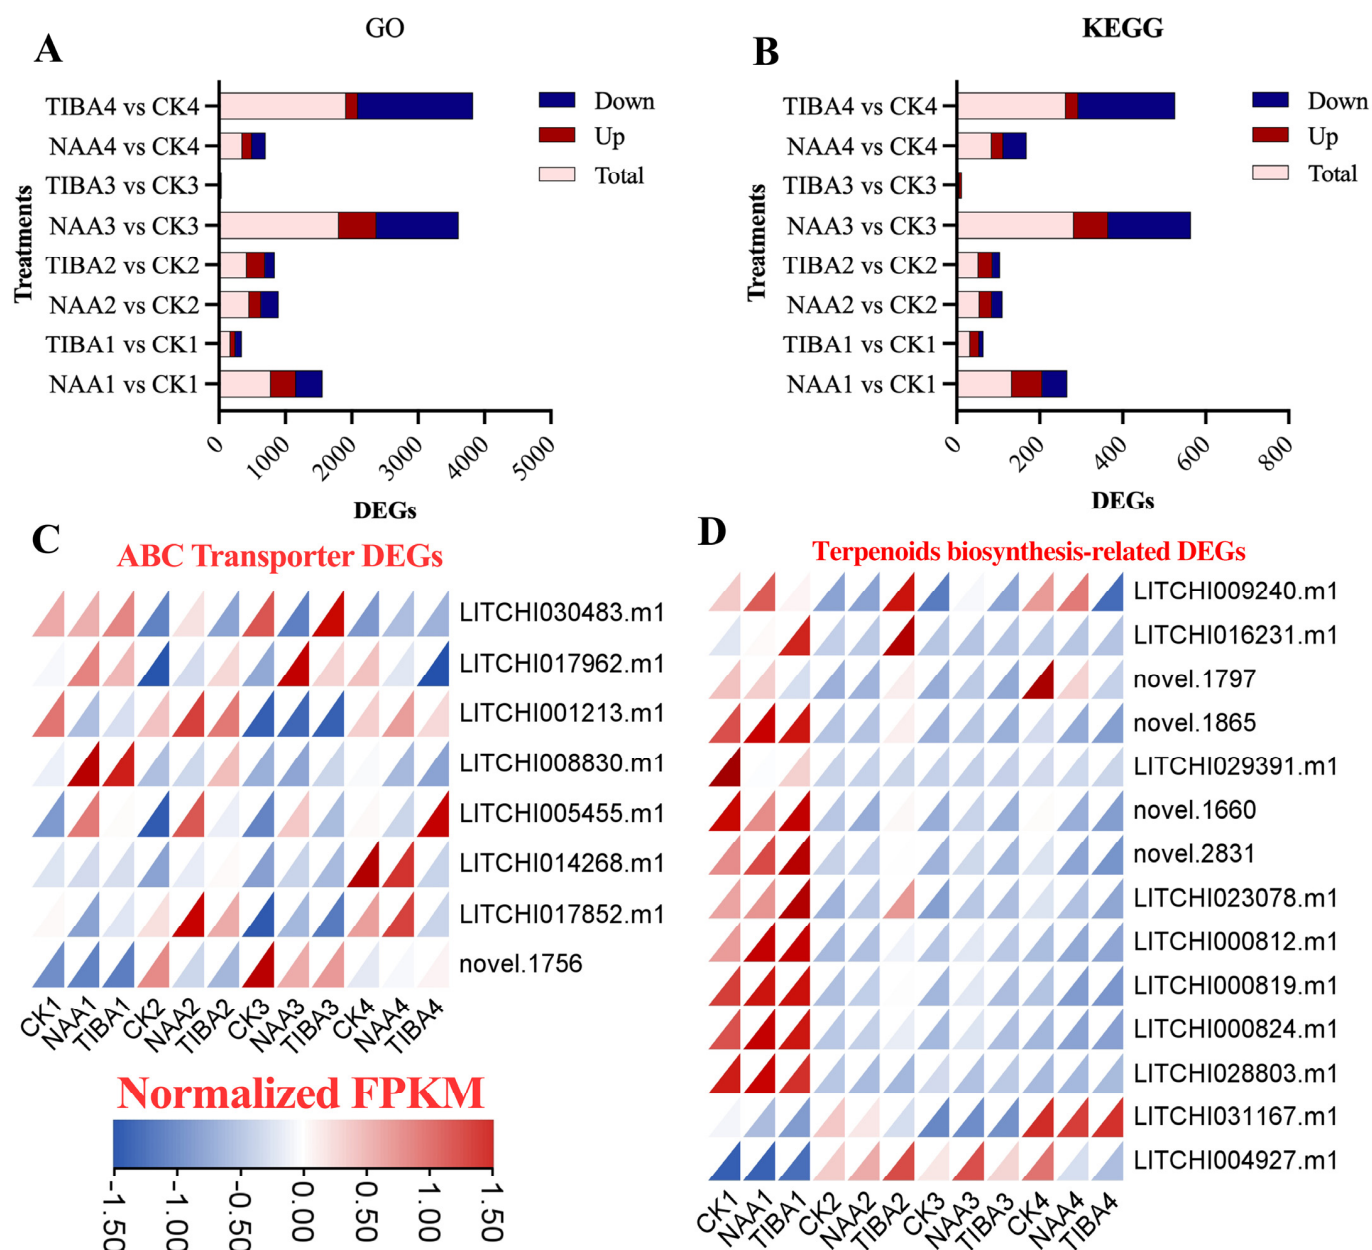 A
GO
TIBA4 vs CK4
NAA4 vs CK4
TIBA3 vs CK3
NAA3 vs CK3
TIBA2 vs CK2
NAA2 vs CK2
TIBA1 vs CK1
NAA1 vs CK1
Treatments
0 1000 2000 3000 4000 5000
DEGs
Down
Up
Total
B
KEGG
TIBA4 vs CK4
NAA4 vs CK4
TIBA3 vs CK3
NAA3 vs CK3
TIBA2 vs CK2
NAA2 vs CK2
TIBA1 vs CK1
NAA1 vs CK1
Treatments
0 200 400 600 800
DEGs
Down
Up
Total
C
ABC Transporter DEGs
LITCHI030483.m1
LITCHI017962.m1
LITCHI001213.m1
LITCHI008830.m1
LITCHI005455.m1
LITCHI014268.m1
LITCHI017852.m1
novel.1756
CK1 NAA1 TIBA1 CK2 NAA2 TIBA2 CK3 NAA3 TIBA3 CK4 NAA4 TIBA4
Normalized FPKM
-1.50 -1.00 -0.50 0.00 0.50 1.00 1.50
D
Terpenoids biosynthesis-related DEGs
LITCHI009240.m1
LITCHI016231.m1
novel.1797
novel.1865
LITCHI029391.m1
novel.1660
novel.2831
LITCHI023078.m1
LITCHI000812.m1
LITCHI000819.m1
LITCHI000824.m1
LITCHI028803.m1
LITCHI031167.m1
LITCHI004927.m1
CK1 NAA1 TIBA1 CK2 NAA2 TIBA2 CK3 NAA3 TIBA3 CK4 NAA4 TIBA4